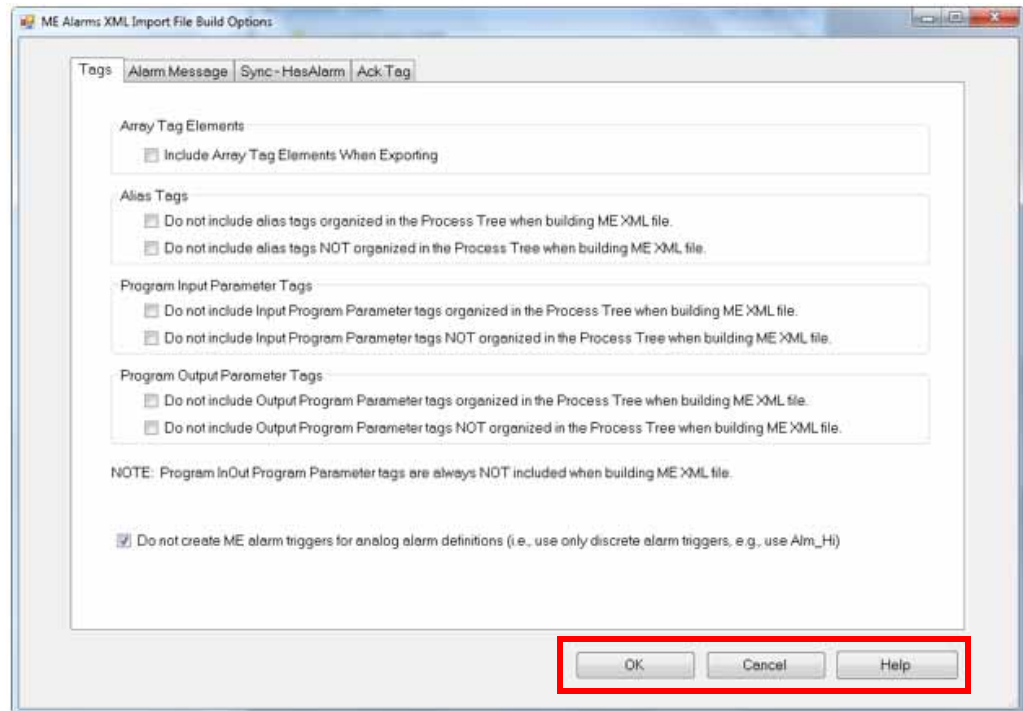 ME Alarms XML Import File Build Options
Tags Alarm Message Sync-HasAlarm Ack Tag
Array Tag Elements
Include Array Tag Elements When Exporting
Alias Tags
Do not include alias tags organized in the Process Tree when building ME XML file.
Do not include alias tags NOT organized in the Process Tree when building ME XML file.
Program Input Parameter Tags
Do not include Input Program Parameter tags organized in the Process Tree when building ME XML file.
Do not include Input Program Parameter tags NOT organized in the Process Tree when building ME XML file.
Program Output Parameter Tags
Do not include Output Program Parameter tags organized in the Process Tree when building ME XML file.
Do not include Output Program Parameter tags NOT organized in the Process Tree when building ME XML file.
NOTE: Program InOut Program Parameter tags are always NOT included when building ME XML file.
Do not create ME alarm triggers for analog alarm definitions (i.e., use only discrete alarm triggers, e.g., use Alm_Hi)
OK Cancel Help